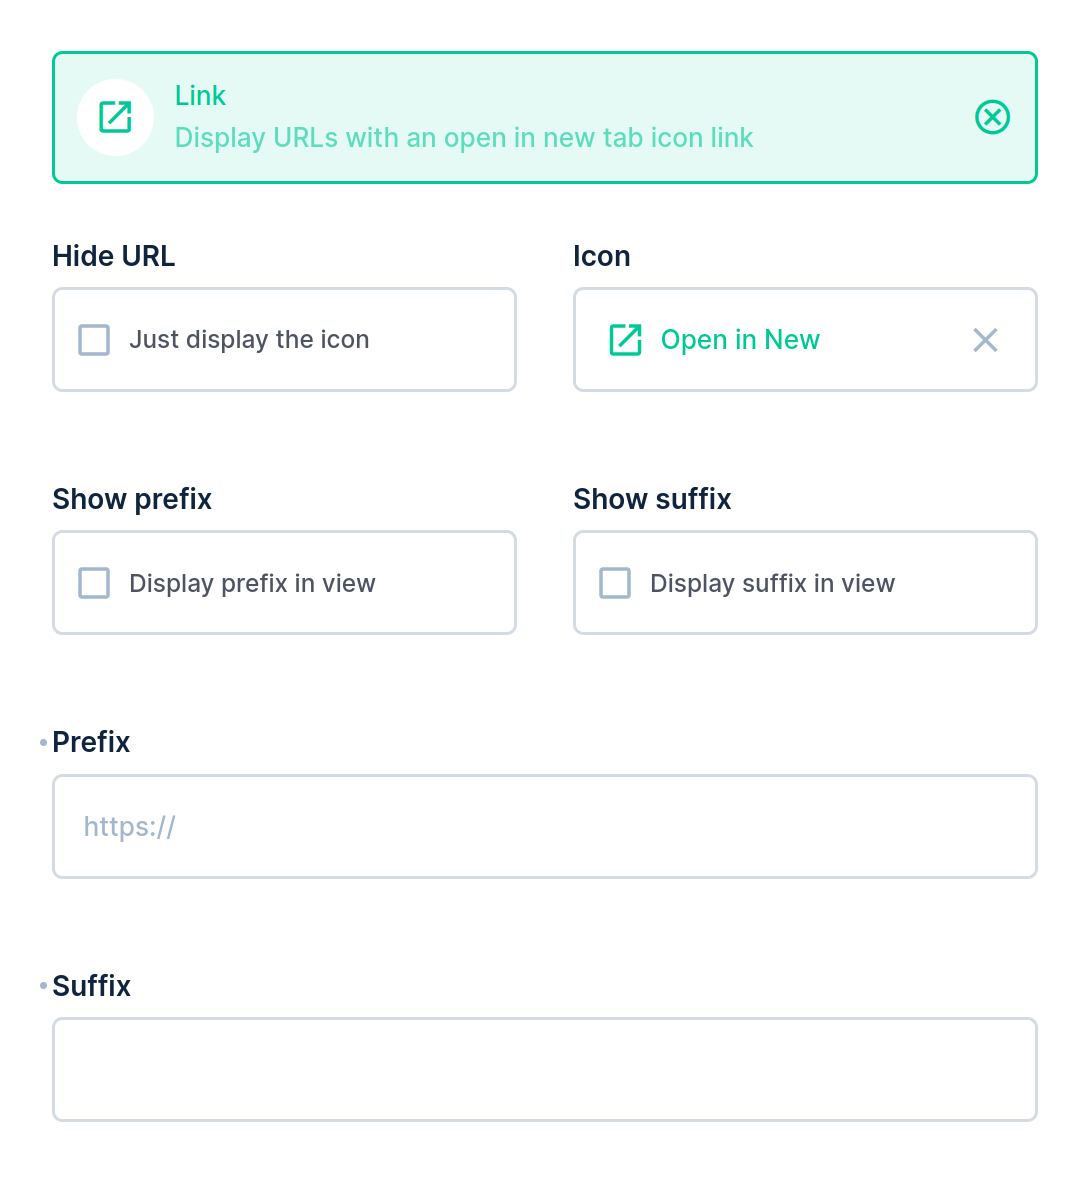 Link
Display URLs with an open in new tab icon link
Hide URL
Icon
Just display the icon
Open in New
Show prefix
Show suffix
Display prefix in view
Display suffix in view
Prefix
https://
Suffix